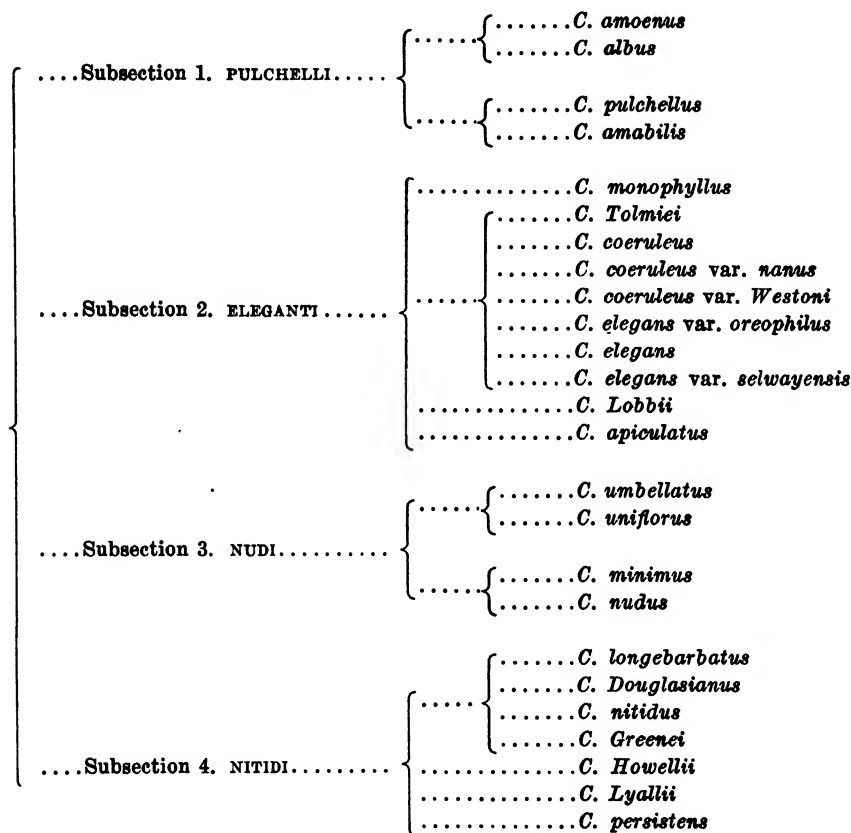 .......C. amoenus
.......C. albus
....Subsection 1. PULCHELLI.....
.......C. pulchellus
.......C. amabilis
..............C. monophyllus
.......C. Tolmiei
.......C. coeruleus
.......C. coeruleus var. nanus
.......C. coeruleus var. Westoni
....Subsection 2. ELEGANTI ......
.......C. elegans var. oreophilus
.......C. elegans
.......C. elegans var. selwayensis
..............C. Lobbii
..............C. apiculatus
.......C. umbellatus
.......C. uniflorus
....Subsection 3. NUDI..........
.......C. minimus
.......C. nudus
.......C. longebarbatus
.......C. Douglasianus
.......C. nitidus
.......C. Greenei
....Subsection 4. NITIDI.........
..............C. Howellii
..............C. Lyallii
..............C. persistens